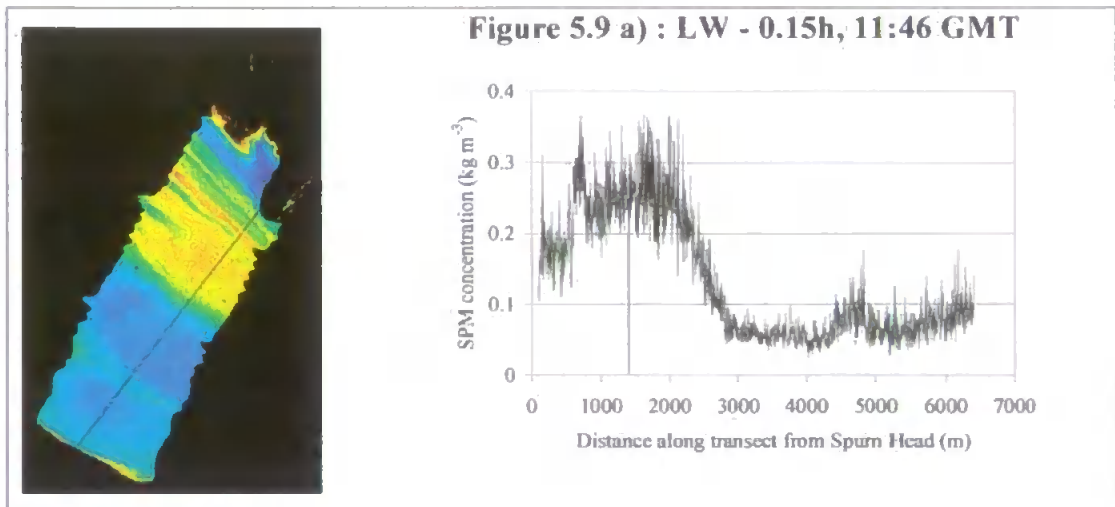 Figure 5.9 a) : LW - 0.15h, 11:46 GMT
0.4
0.3
0.2
0.1
0
SPM concentration (kg m⁻³)
0 1000 2000 3000 4000 5000 6000 7000
Distance along transect from Spurn Head (m)